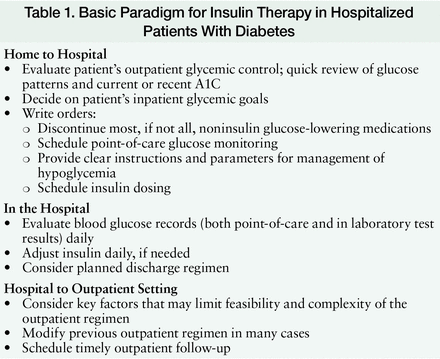 Table 1. Basic Paradigm for Insulin Therapy in Hospitalized
Patients With Diabetes
Home to Hospital
• Evaluate patient's outpatient glycemic control; quick review of glucose
patterns and current or recent A1C
• Decide on patient's inpatient glycemic goals
• Write orders:
❍ Discontinue most, if not all, noninsulin glucose-lowering medications
❍ Schedule point-of-care glucose monitoring
❍ Provide clear instructions and parameters for management of
hypoglycemia
❍ Schedule insulin dosing
In the Hospital
• Evaluate blood glucose records (both point-of-care and in laboratory test
results) daily
• Adjust insulin daily, if needed
• Consider planned discharge regimen
Hospital to Outpatient Setting
• Consider key factors that may limit feasibility and complexity of the
outpatient regimen
• Modify previous outpatient regimen in many cases
• Schedule timely outpatient follow-up